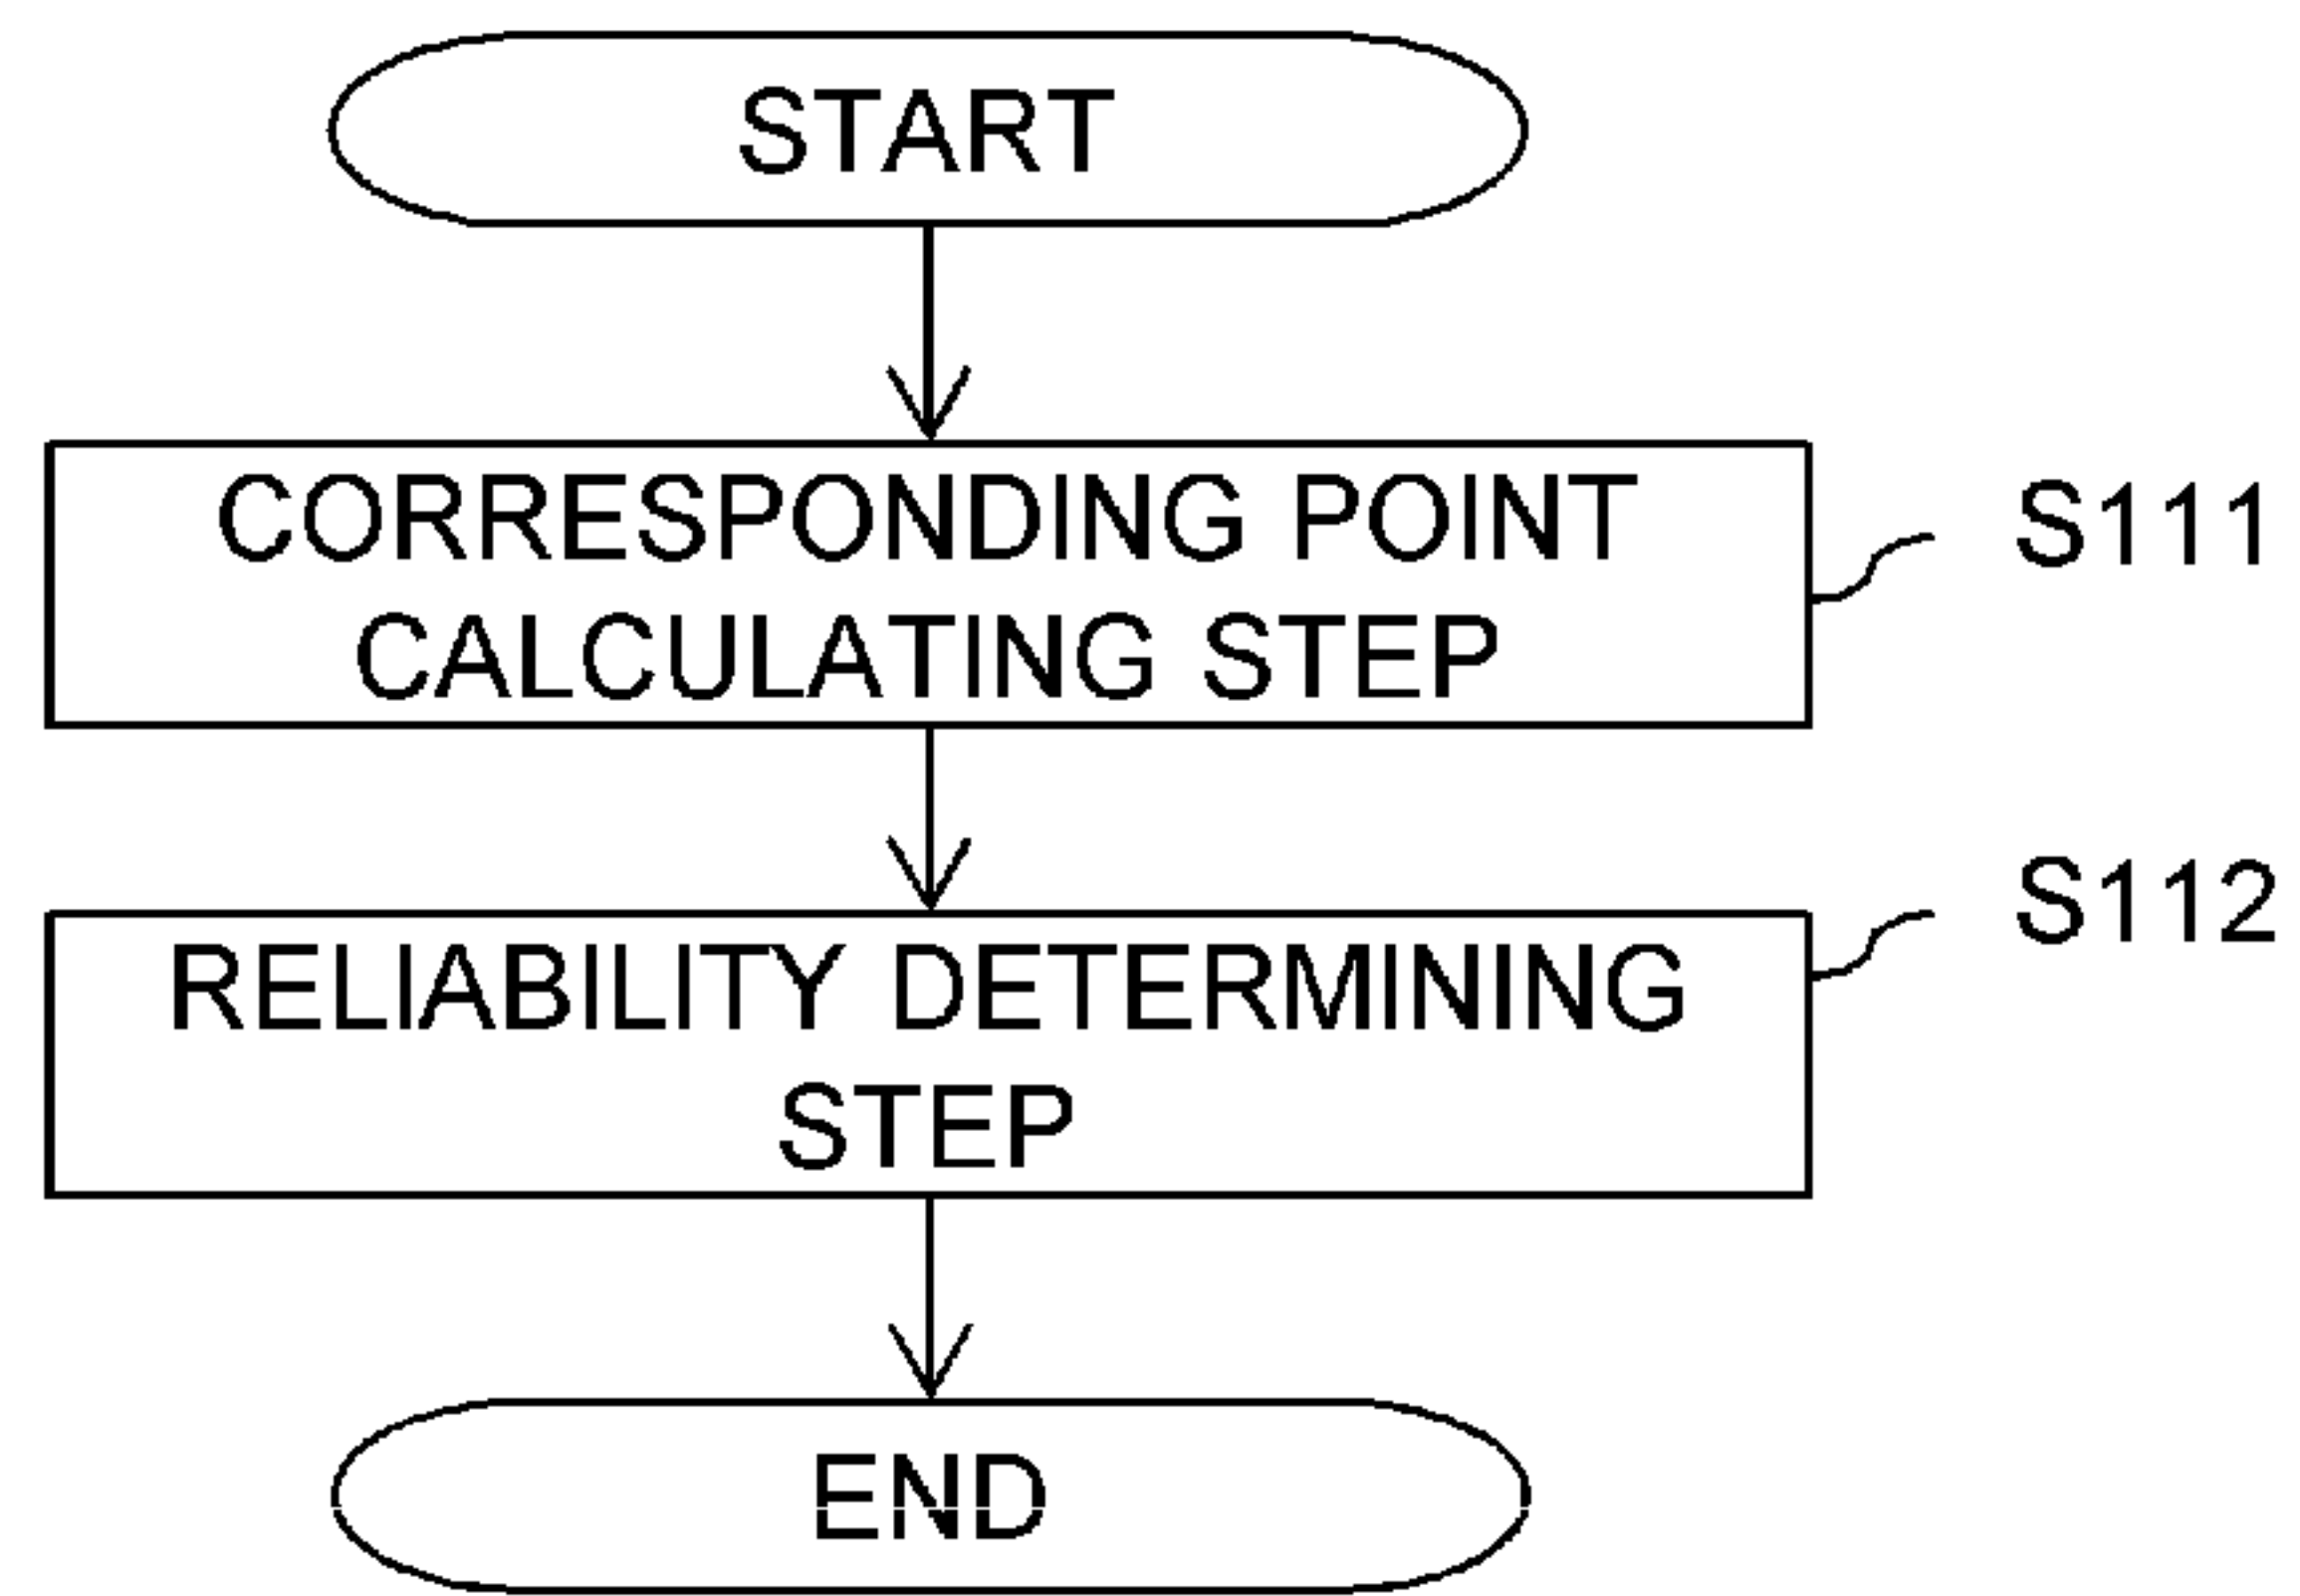 START
CORRESPONDING POINT
CALCULATING STEP
S111
RELIABILITY DETERMINING
STEP
S112
END